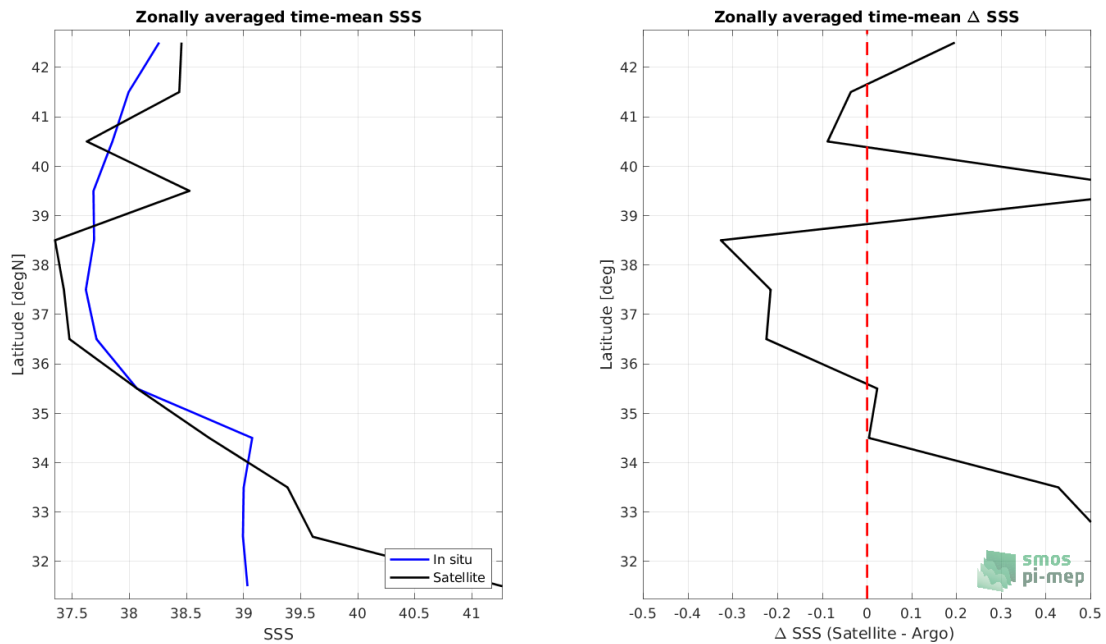 Zonally averaged time-mean SSS
42
41
40
39
38
37
36
35
34
33
32
Latitude [degN]
37.5 38 38.5 39 39.5 40 40.5 41
SSS
In situ
Satellite
Zonally averaged time-mean Δ SSS
42
41
40
39
38
37
36
35
34
33
32
Latitude [deg]
-0.5 -0.4 -0.3 -0.2 -0.1 0 0.1 0.2 0.3 0.4 0.5
Δ SSS (Satellite - Argo)
smos
pi-mep